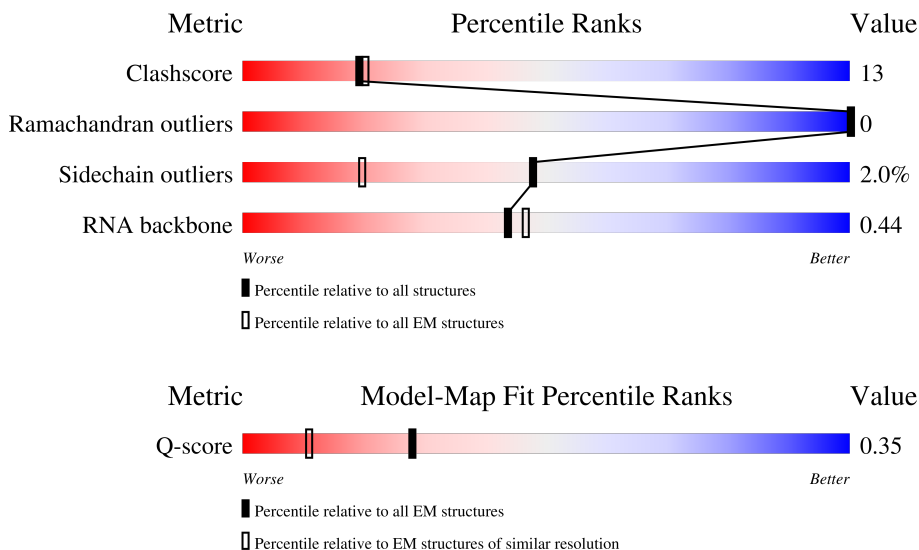 Metric Percentile Ranks Value
Clashscore 13
Ramachandran outliers 0
Sidechain outliers 2.0%
RNA backbone 0.44
Worse Better
Percentile relative to all structures
Percentile relative to all EM structures
Metric Model-Map Fit Percentile Ranks Value
Q-score 0.35
Worse Better
Percentile relative to all EM structures
Percentile relative to EM structures of similar resolution